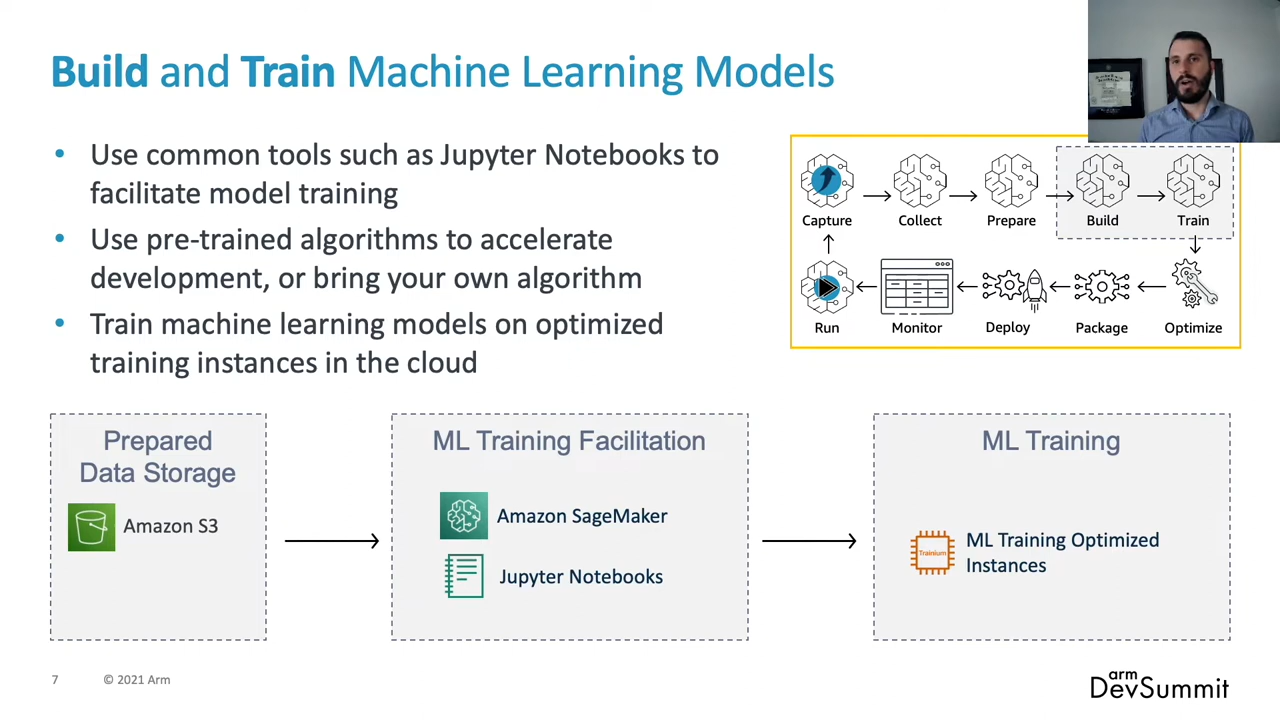 Build and Train Machine Learning Models
• Use common tools such as Jupyter Notebooks to
facilitate model training
• Use pre-trained algorithms to accelerate
development, or bring your own algorithm
• Train machine learning models on optimized
training instances in the cloud
Capture
Collect
Prepare
Build
Train
Run
Monitor
Deploy
Package
Optimize
Prepared
Data Storage
Amazon S3
ML Training Facilitation
Amazon SageMaker
Jupyter Notebooks
ML Training
Trainium
ML Training Optimized
Instances
7
© 2021 Arm
arm
DevSummit